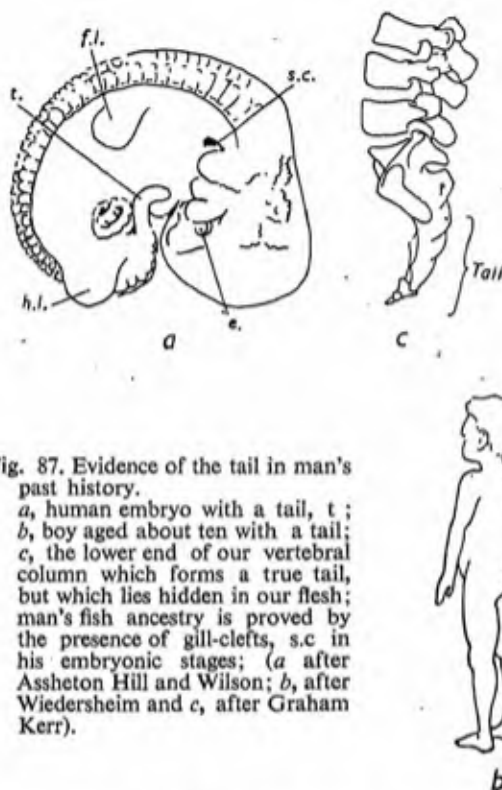 f.l.
s.c.
t.
h.l.
e.
a
Tail
c
ig. 87. Evidence of the tail in man's
past history.
a, human embryo with a tail, t ;
b, boy aged about ten with a tail;
c, the lower end of our vertebral
column which forms a true tail,
but which lies hidden in our flesh;
man's fish ancestry is proved by
the presence of gill-clefts, s.c in
his embryonic stages; (a after
Assheton Hill and Wilson; b, after
Wiedersheim and c, after Graham
Kerr).
b